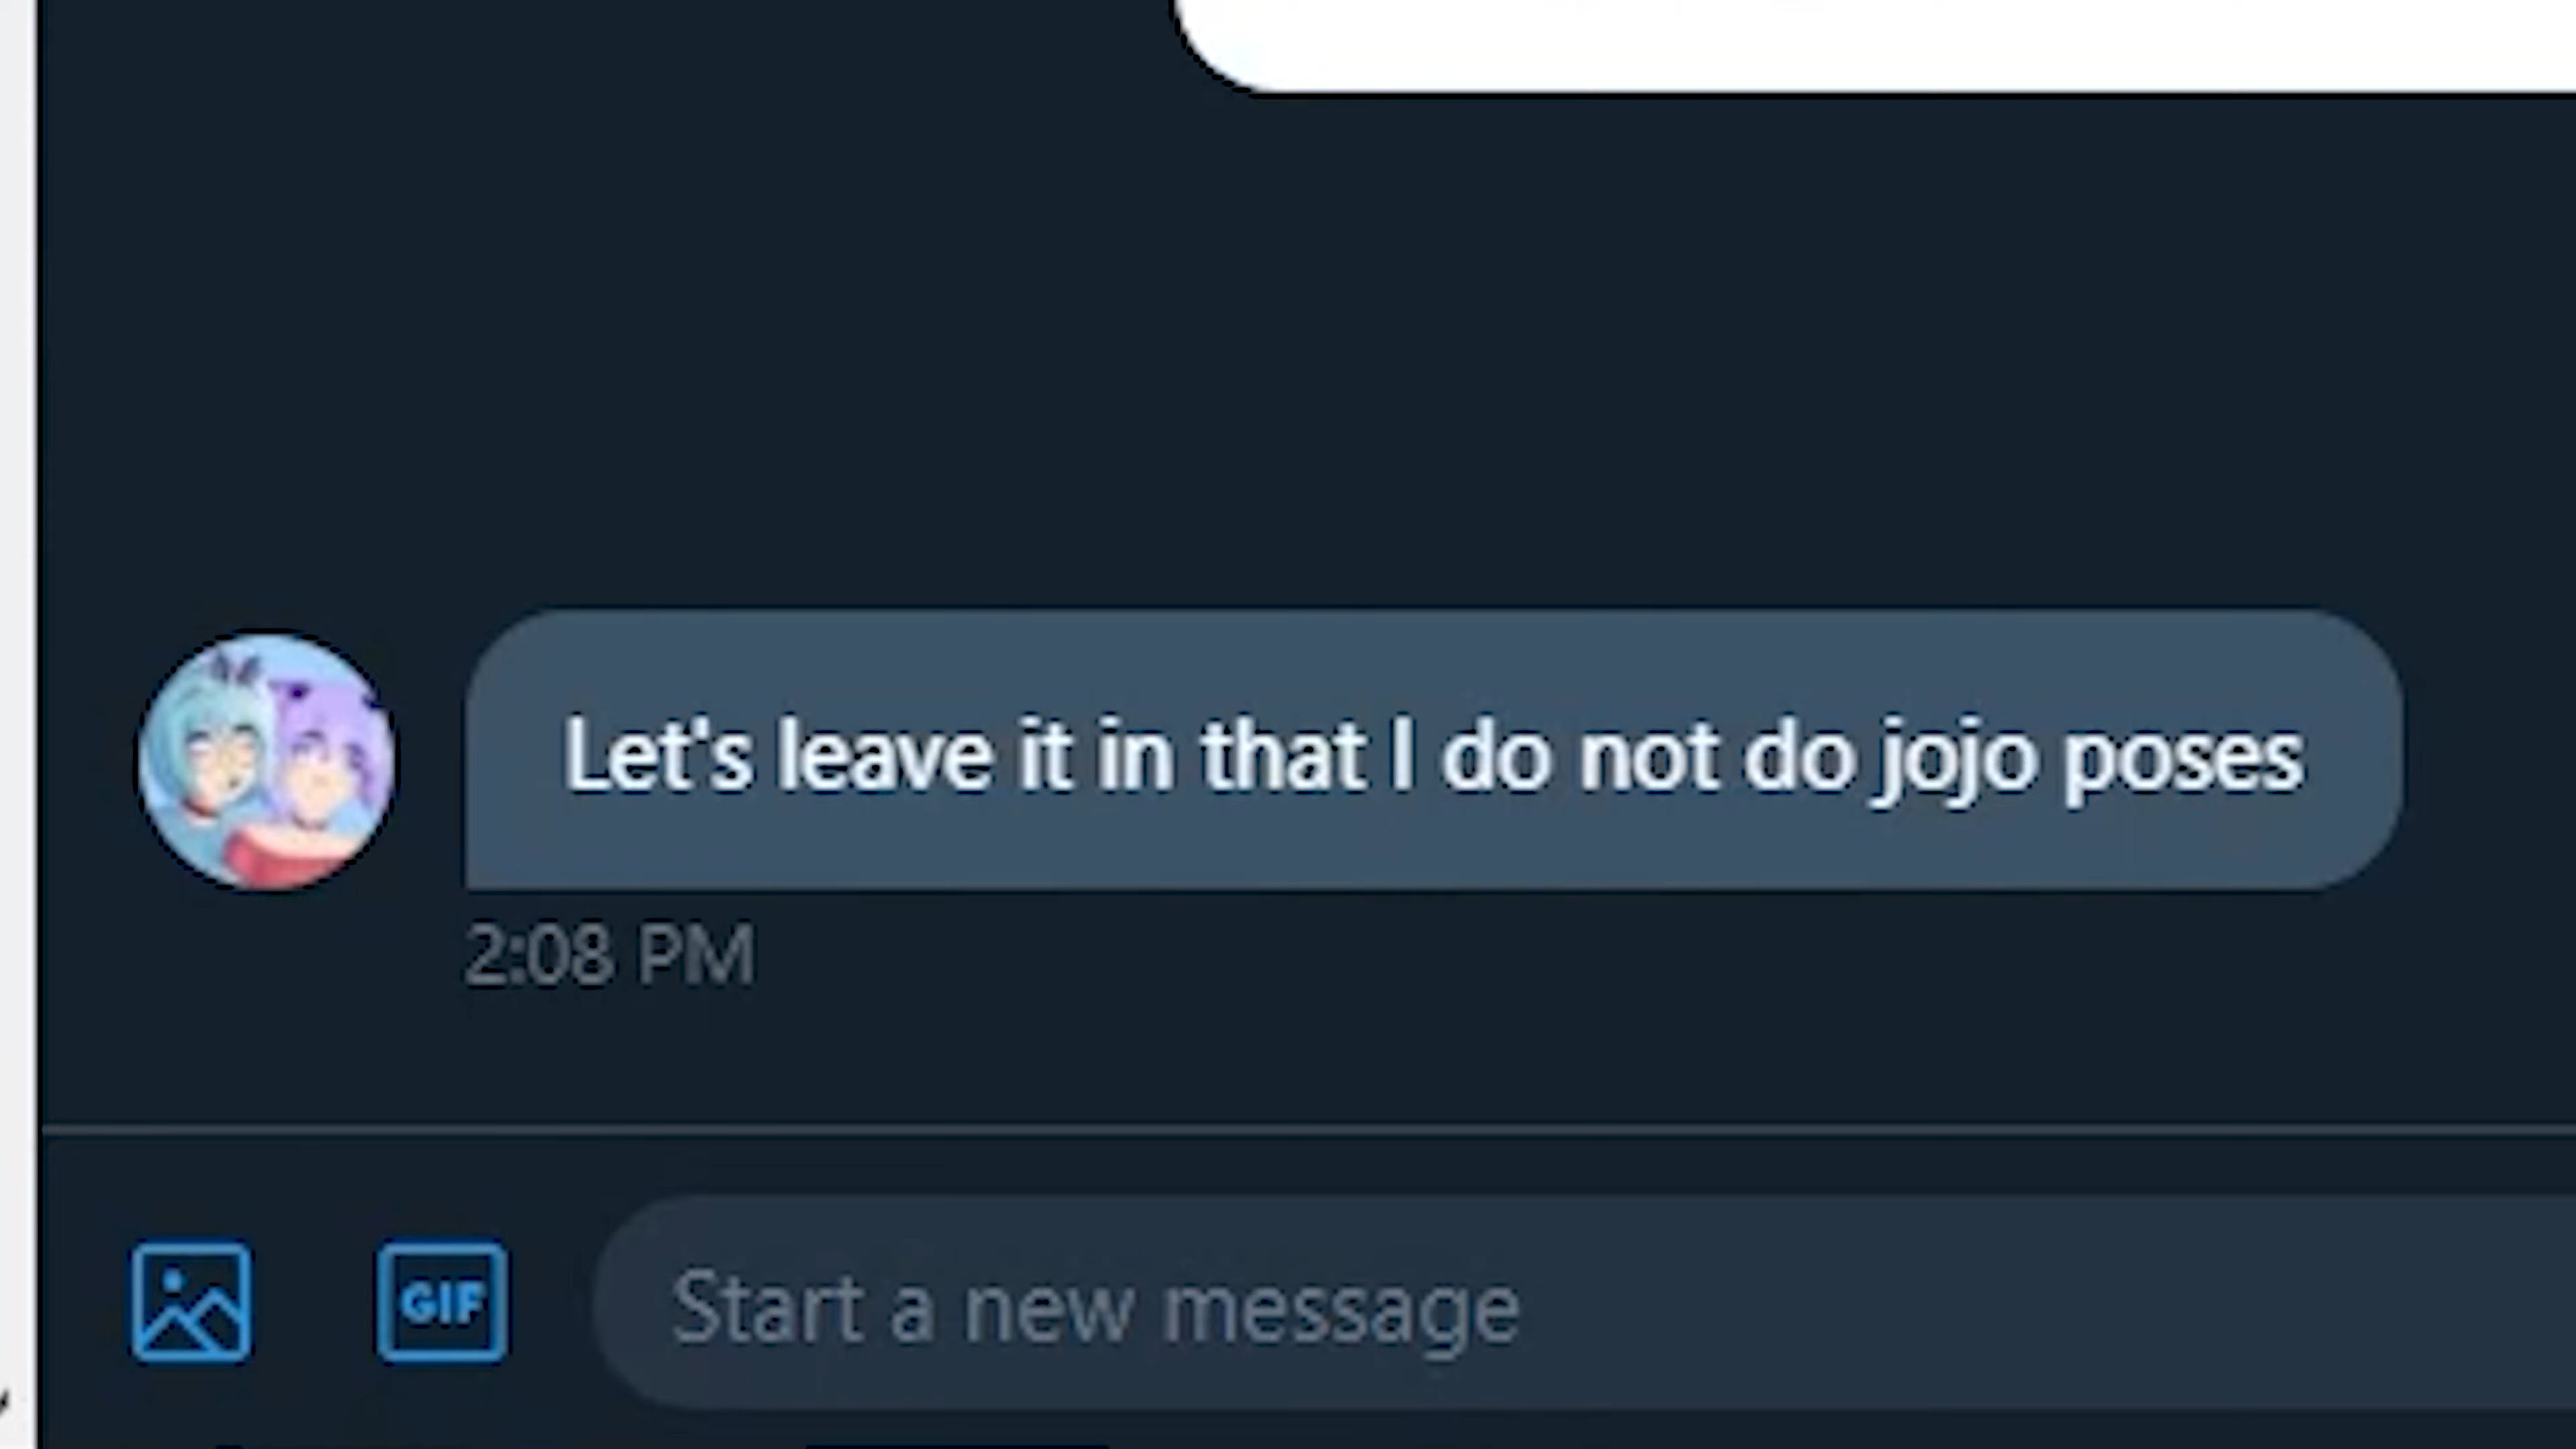 Let's leave it in that I do not do jojo poses
2:08 PM
GIF
Start a new message